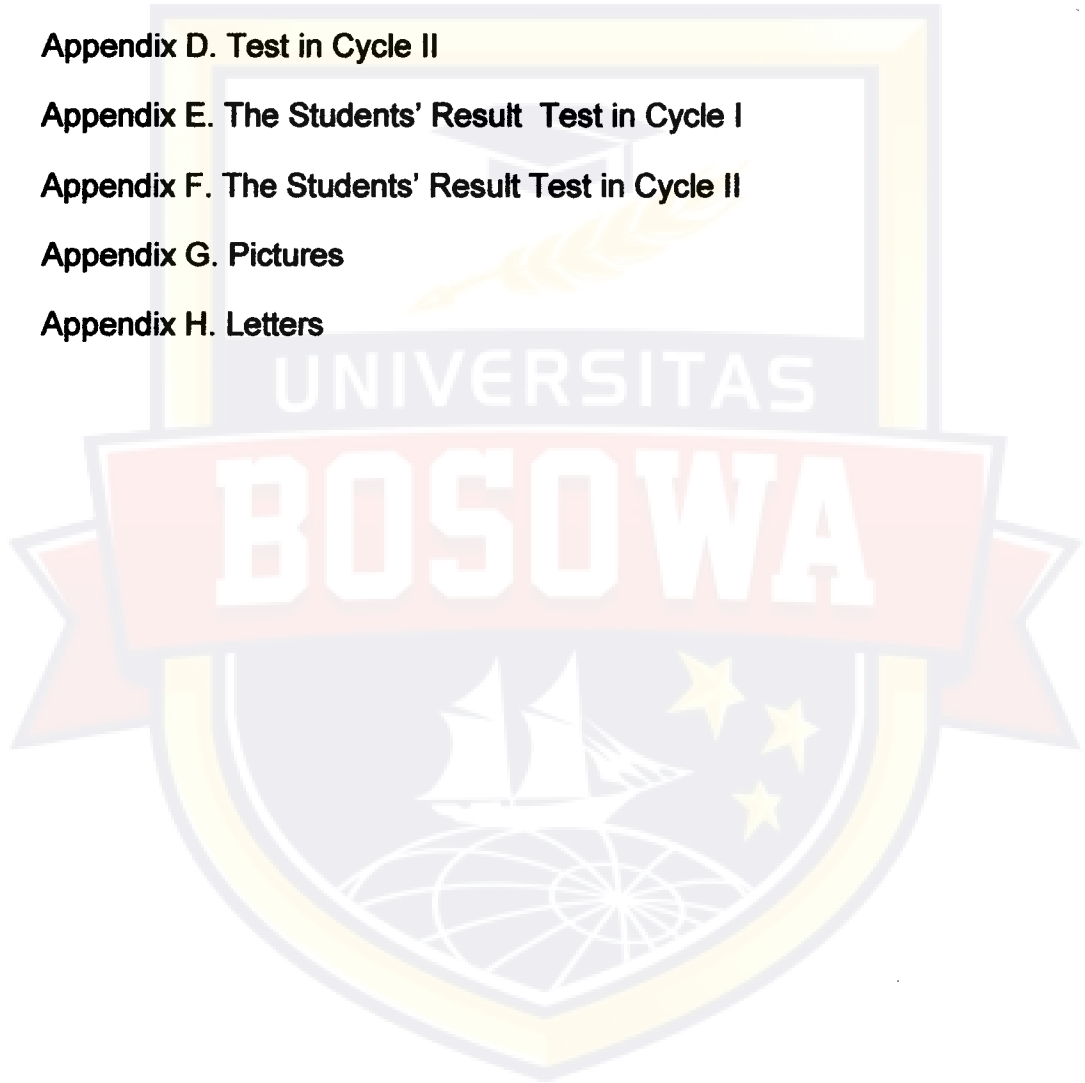 Appendix D. Test in Cycle II
Appendix E. The Students' Result Test in Cycle I
Appendix F. The Students' Result Test in Cycle II
Appendix G. Pictures
Appendix H. Letters
UNIVERSITAS
BOSOWA